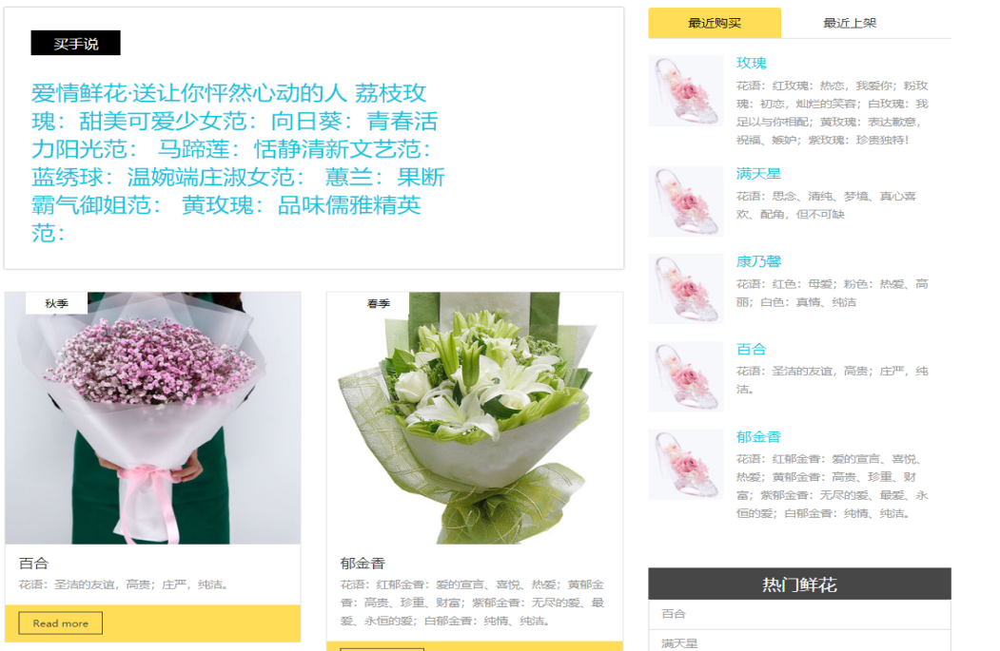 买手说
爱情鲜花·送让你怦然心动的人 荔枝玫
瑰：甜美可爱少女范：向日葵：青春活
力阳光范： 马蹄莲：恬静清新文艺范：
蓝绣球：温婉端庄淑女范： 蕙兰：果断
霸气御姐范： 黄玫瑰：品味儒雅精英
范：
秋季
百合
花语：圣洁的友谊，高贵；庄严，纯洁。
Read more
春季
郁金香
花语：红郁金香：爱的宣言、喜悦、热爱；黄郁金
香：高贵、珍重、财富；紫郁金香：无尽的爱、最
爱、永恒的爱；白郁金香：纯情、纯洁。
最近购买
最近上架
玫瑰
花语：红玫瑰：热恋，我爱你；粉玫
瑰：初恋，灿烂的笑容；白玫瑰：我
足以与你相配；黄玫瑰：表达歉意，
祝福、嫉妒；紫玫瑰：珍贵独特！
满天星
花语：思念、清纯、梦境、真心喜
欢、配角，但不可缺
康乃馨
花语：红色：母爱；粉色：热爱、高
丽；白色：真情、纯洁
百合
花语：圣洁的友谊，高贵；庄严，纯
洁。
郁金香
花语：红郁金香：爱的宣言、喜悦、
热爱；黄郁金香：高贵、珍重、财
富；紫郁金香：无尽的爱、最爱、永
恒的爱；白郁金香：纯情、纯洁。
热门鲜花
百合
满天星